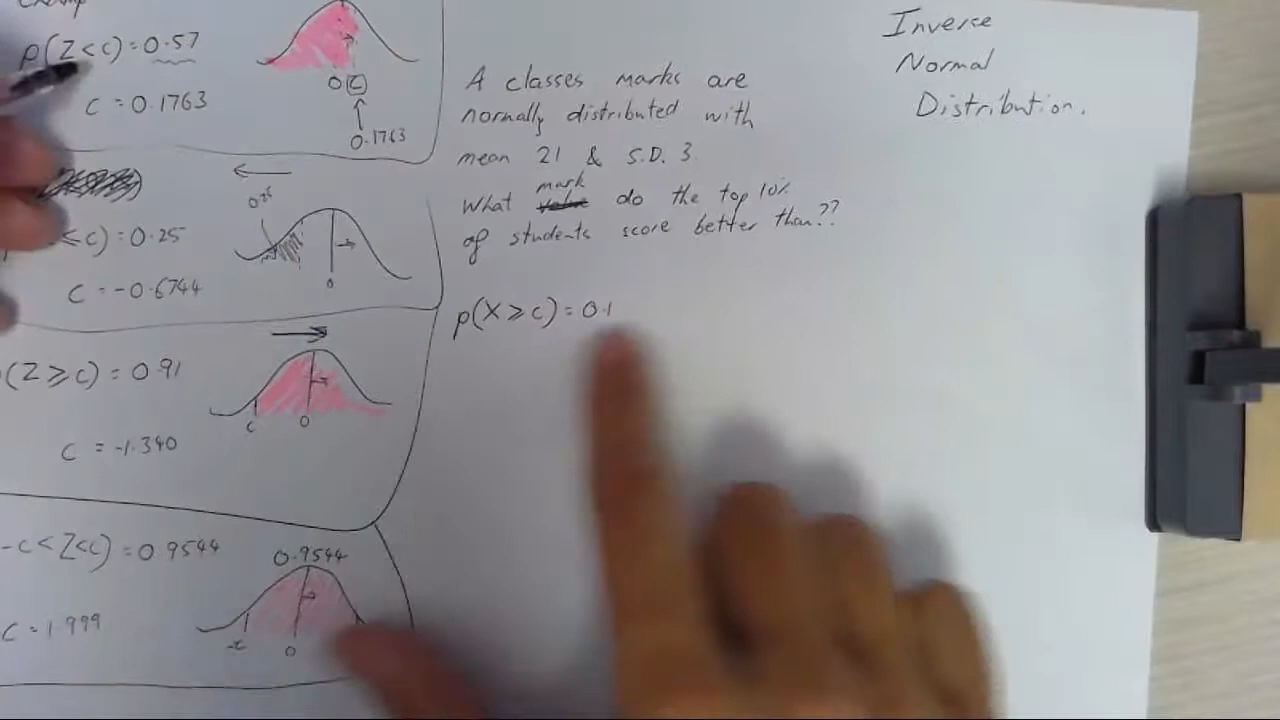 p(Z<c) = 0.57
c = 0.1763
0 c
0.1763
0.25
≤c) = 0.25
c = -0.6744
0
(Z ≥ c) = 0.91
c = -1.340
c 0
-c < Z < c) = 0.9544
0.9544
c = 1.999
-c 0
A classes marks are
normally distributed with
mean 21 & S.D. 3.
What mark do the top 10%
of students score better than??
p(X ≥ c) = 0.1
Inverse
Normal
Distribution.